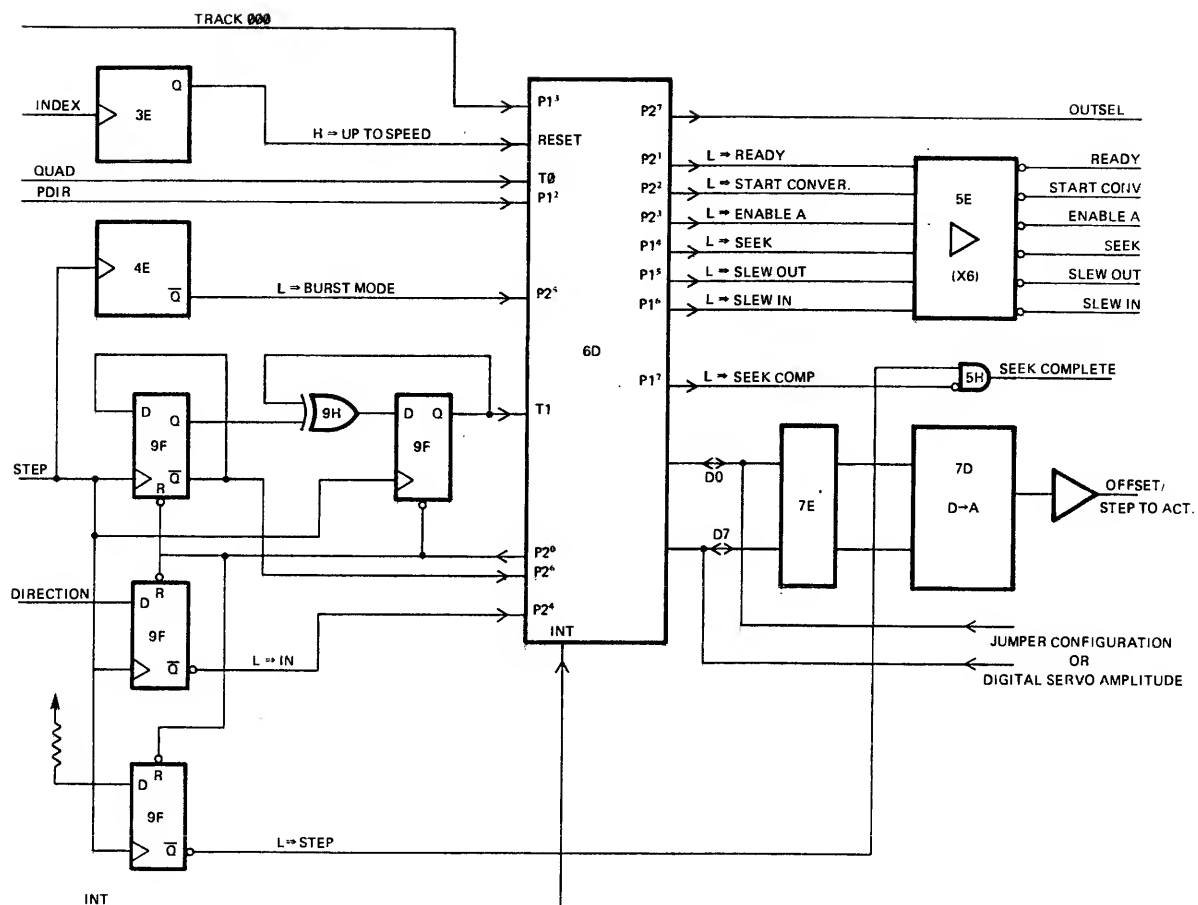 TRACK 000
3E
Q
INDEX
H ⇒ UP TO SPEED
QUAD
PDIR
4E
Q̅
L ⇒ BURST MODE
D
9F
Q
R
Q̅
STEP
9H
D
Q
9F
DIRECTION
D
R
9F
Q̅
L ⇒ IN
D
R
9F
Q̅
L ⇒ STEP
INT
P1³
RESET
T0
P1²
P2⁵
T1
P2⁰
P2⁶
P2⁴
INT
6D
P2⁷
P2¹
P2²
P2³
P1⁴
P1⁵
P1⁶
P1⁷
OUTSEL
L ⇒ READY
L ⇒ START CONVER.
L ⇒ ENABLE A
L ⇒ SEEK
L ⇒ SLEW OUT
L ⇒ SLEW IN
L ⇒ SEEK COMP
5E
(X6)
READY
START CONV
ENABLE A
SEEK
SLEW OUT
SLEW IN
5H
SEEK COMPLETE
D0
D7
7E
7D
D→A
OFFSET/
STEP TO ACT.
JUMPER CONFIGURATION
OR
DIGITAL SERVO AMPLITUDE